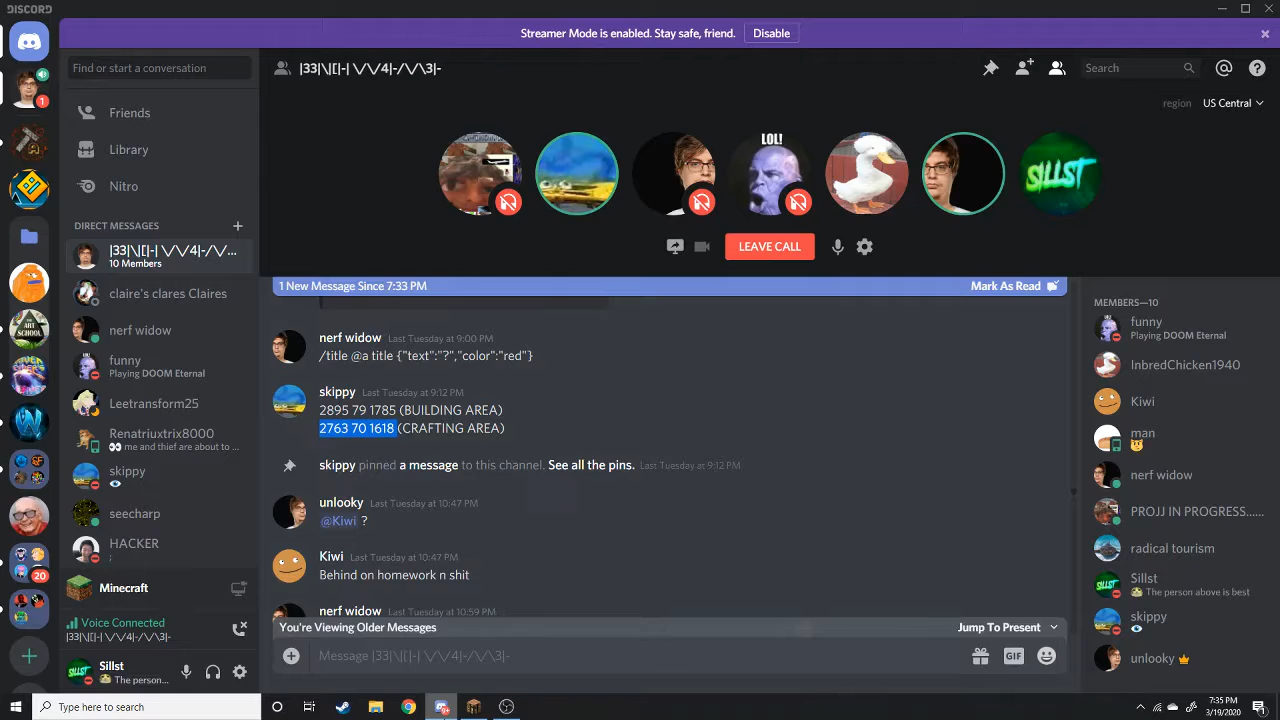 DISCORD
Streamer Mode is enabled. Stay safe, friend. Disable
Find or start a conversation
|33|\|[|-| \/\/4|-/\/\3|-
Search
region US Central
Friends
Library
Nitro
DIRECT MESSAGES
|33|\|[|-| \/\/4|-/\/...
10 Members
claire's clares Claires
nerf widow
funny
Playing DOOM Eternal
Leetransform25
Renatriuxtrix8000
👀 me and thief are about to ...
skippy
👁
seecharp
HACKER
;
Minecraft
Voice Connected
|33|\|[|-| \/\/4|-/\/\3|-
Sillst
The person...
1
20
LOL!
SILLST
LEAVE CALL
1 New Message Since 7:33 PM
Mark As Read
nerf widow Last Tuesday at 9:00 PM
/title @a title {"text":"?","color":"red"}
skippy Last Tuesday at 9:12 PM
2895 79 1785 (BUILDING AREA)
2763 70 1618 (CRAFTING AREA)
skippy pinned a message to this channel. See all the pins. Last Tuesday at 9:12 PM
unlooky Last Tuesday at 10:47 PM
@Kiwi ?
Kiwi Last Tuesday at 10:47 PM
Behind on homework n shit
nerf widow Last Tuesday at 10:59 PM
You're Viewing Older Messages
Jump To Present
Message |33|\|[|-| \/\/4|-/\/\3|-
GIF
MEMBERS—10
funny
Playing DOOM Eternal
InbredChicken1940
Kiwi
man
nerf widow
PROJJ IN PROGRESS......
radical tourism
Sillst
The person above is best
skippy
👁
unlooky
Type here to search
7:35 PM
3/19/2020